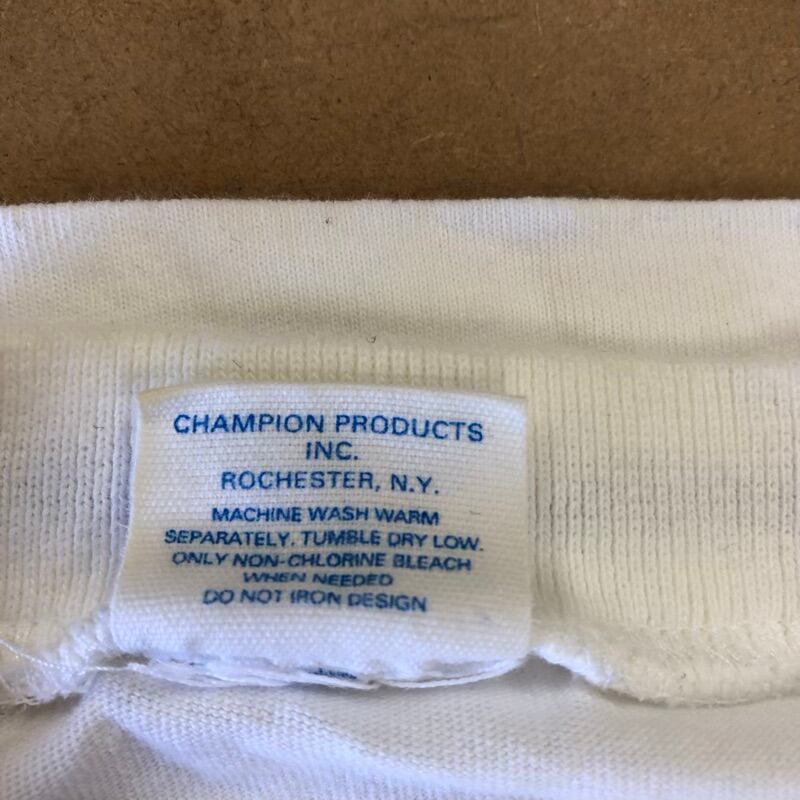 CHAMPION PRODUCTS
INC.
ROCHESTER, N.Y.
MACHINE WASH WARM
SEPARATELY. TUMBLE DRY LOW.
ONLY NON-CHLORINE BLEACH
WHEN NEEDED
DO NOT IRON DESIGN